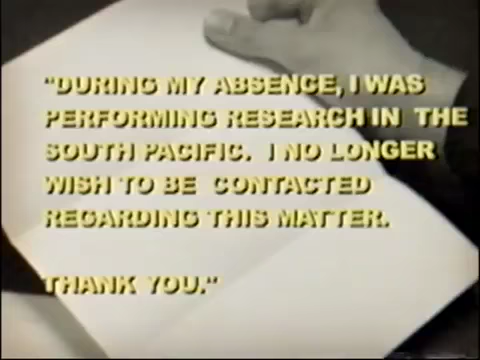 "DURING MY ABSENCE, I WAS
PERFORMING RESEARCH IN THE
SOUTH PACIFIC. I NO LONGER
WISH TO BE CONTACTED
REGARDING THIS MATTER.
THANK YOU."